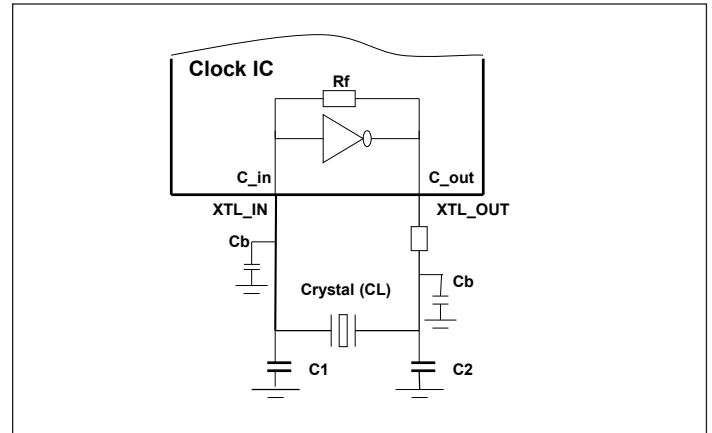 Clock IC
Rf
C_in C_out
XTL_IN XTL_OUT
Cb
Cb
Crystal (CL)
C1 C2